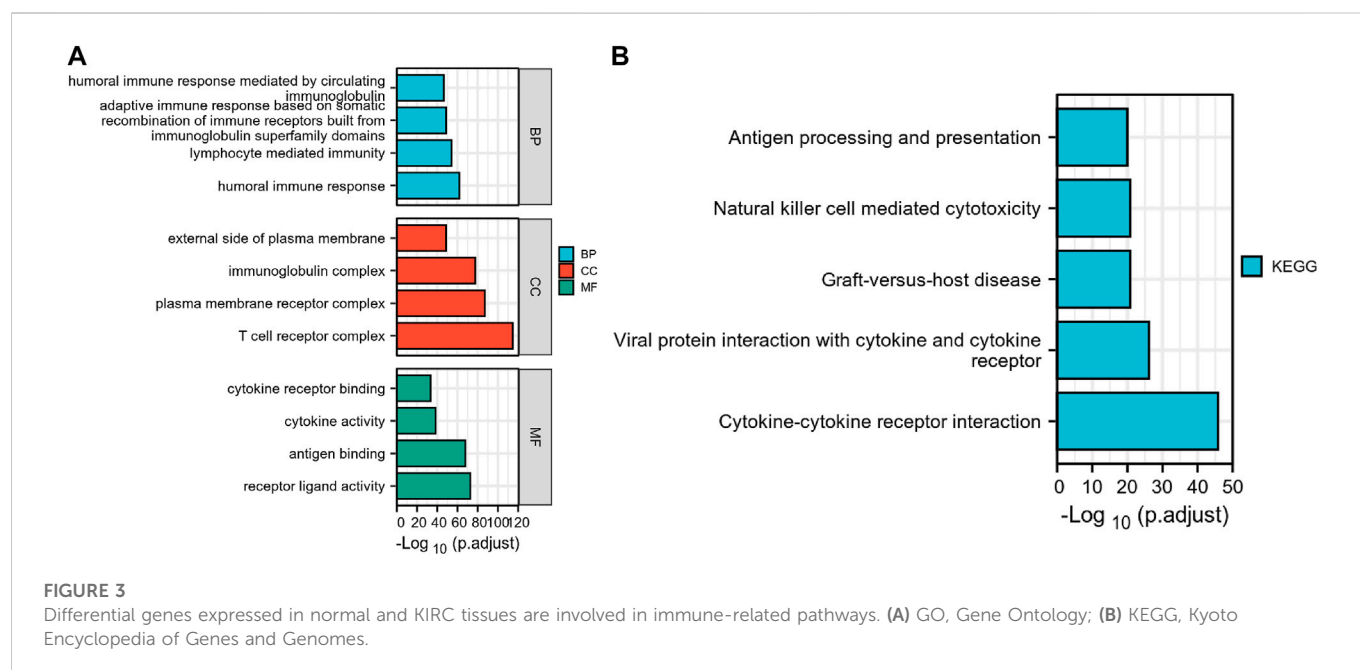 A
humoral immune response mediated by circulating
immunoglobulin
adaptive immune response based on somatic
recombination of immune receptors built from
immunoglobulin superfamily domains
lymphocyte mediated immunity
humoral immune response
BP
external side of plasma membrane
immunoglobulin complex
plasma membrane receptor complex
T cell receptor complex
CC
cytokine receptor binding
cytokine activity
antigen binding
receptor ligand activity
MF
0 20 40 60 80 100 120
-Log 10 (p.adjust)
BP
CC
MF
B
Antigen processing and presentation
Natural killer cell mediated cytotoxicity
Graft-versus-host disease
Viral protein interaction with cytokine and cytokine
receptor
Cytokine-cytokine receptor interaction
0 10 20 30 40 50
-Log 10 (p.adjust)
KEGG
FIGURE 3
Differential genes expressed in normal and KIRC tissues are involved in immune-related pathways. (A) GO, Gene Ontology; (B) KEGG, Kyoto
Encyclopedia of Genes and Genomes.